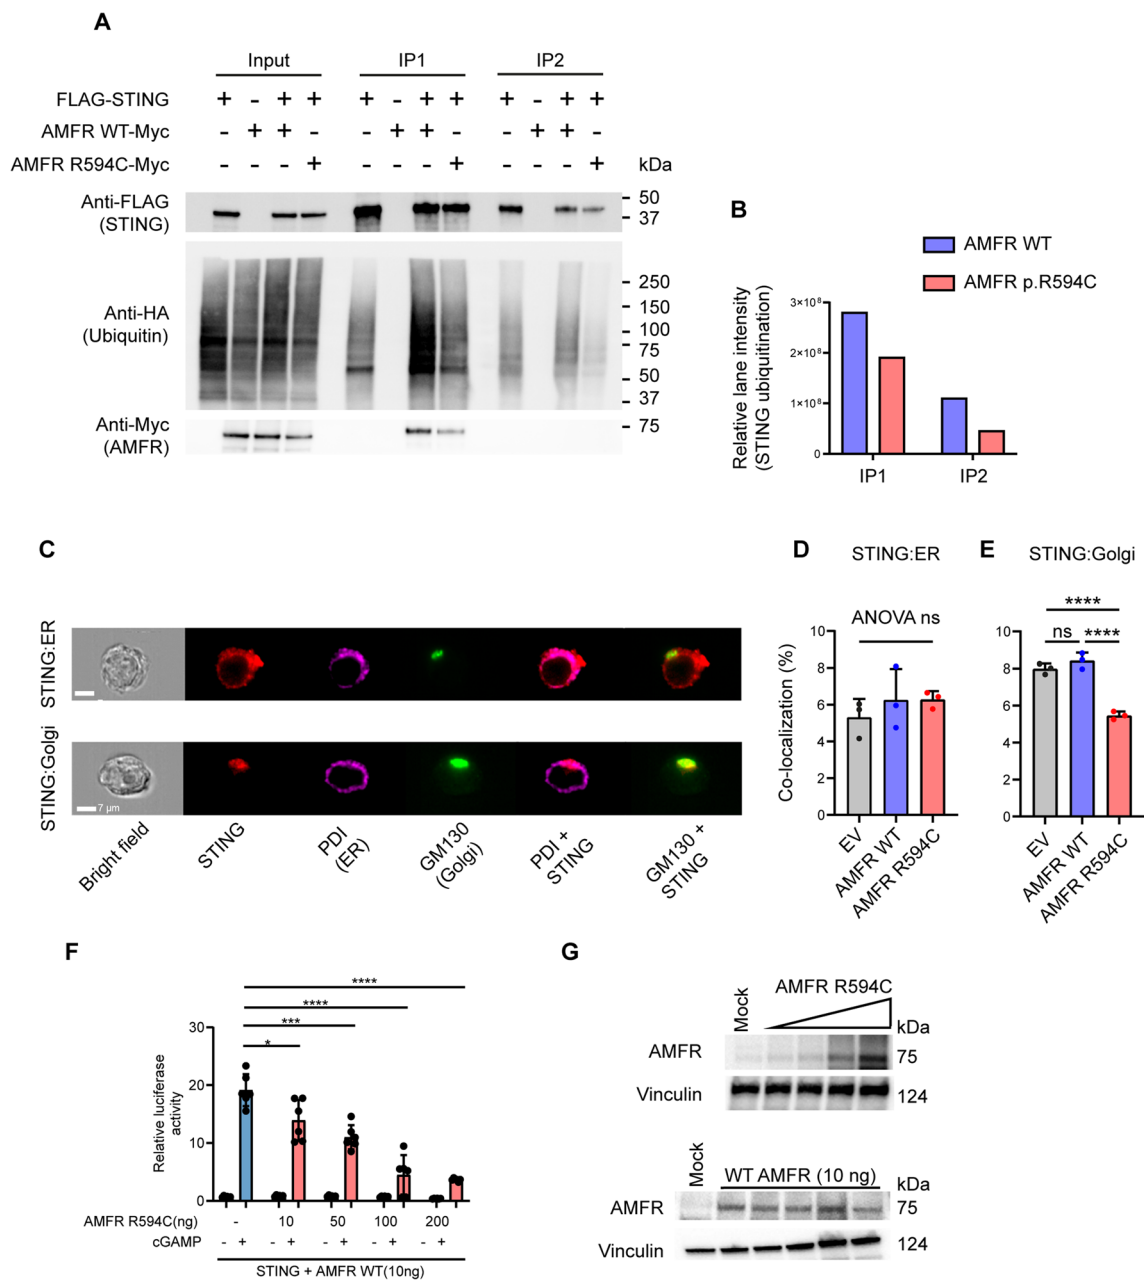 A
Input IP1 IP2
FLAG-STING + - + + + - + + + - + +
AMFR WT-Myc - + + - - + + - - + + -
AMFR R594C-Myc - - - + - - - + - - - +
kDa
Anti-FLAG
(STING)
50
37
Anti-HA
(Ubiquitin)
250
150
100
75
50
37
Anti-Myc
(AMFR)
75
B
AMFR WT
AMFR p.R594C
Relative lane intensity
(STING ubiquitination)
3×10⁸
2×10⁸
1×10⁸
0
IP1 IP2
C
STING:ER
STING:Golgi
7 µm
Bright field
STING
PDI
(ER)
GM130
(Golgi)
PDI +
STING
GM130 +
STING
D
STING:ER
ANOVA ns
Co-localization (%)
10
8
6
4
2
0
EV
AMFR WT
AMFR R594C
E
STING:Golgi
****
ns ****
10
8
6
4
2
0
EV
AMFR WT
AMFR R594C
F
****
****
***
*
Relative luciferase
activity
30
20
10
0
AMFR R594C(ng) - 10 50 100 200
cGAMP - + - + - + - + - +
STING + AMFR WT(10ng)
G
Mock
AMFR R594C
kDa
AMFR 75
Vinculin 124
Mock
WT AMFR (10 ng)
kDa
AMFR 75
Vinculin 124